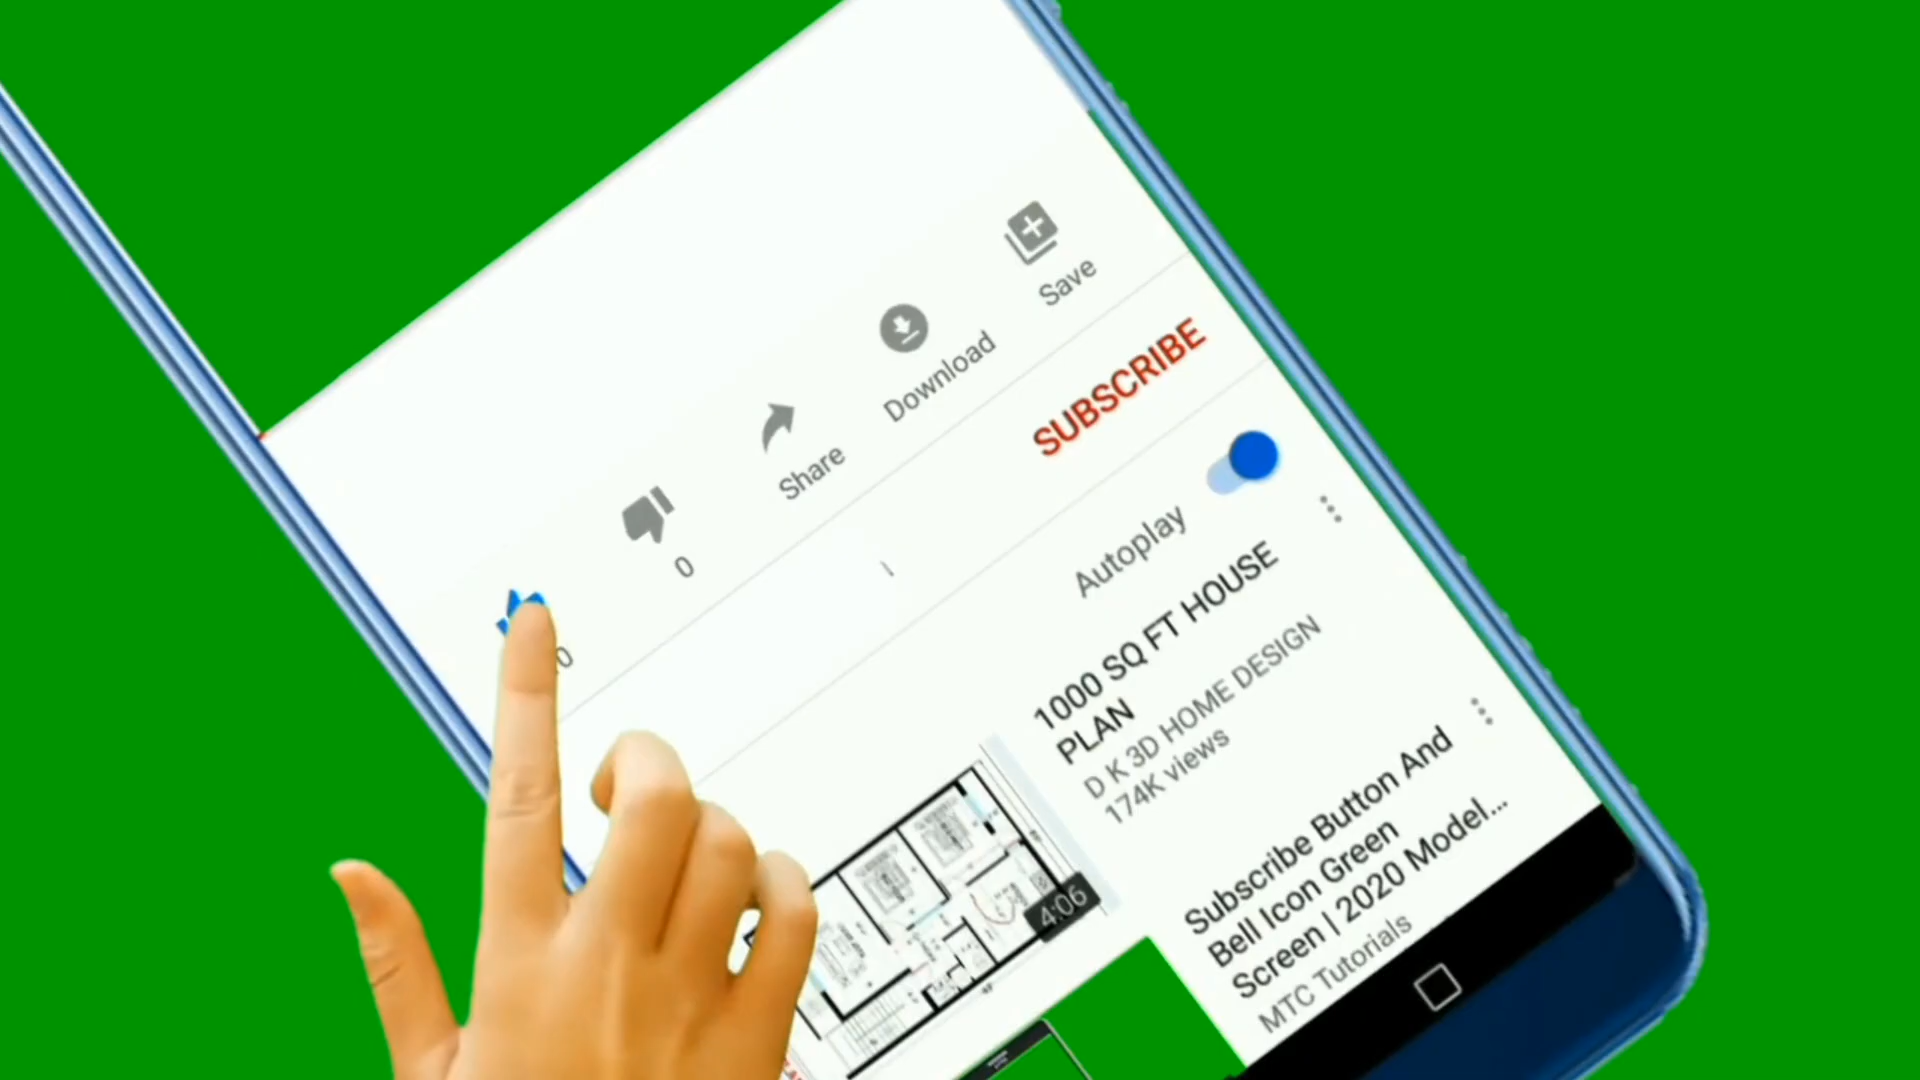 Save
Download
Share
0
0
SUBSCRIBE
Autoplay
1000 SQ FT HOUSE
PLAN
D K 3D HOME DESIGN
174K views
4:06
Subscribe Button And
Bell Icon Green
Screen | 2020 Model...
MTC Tutorials